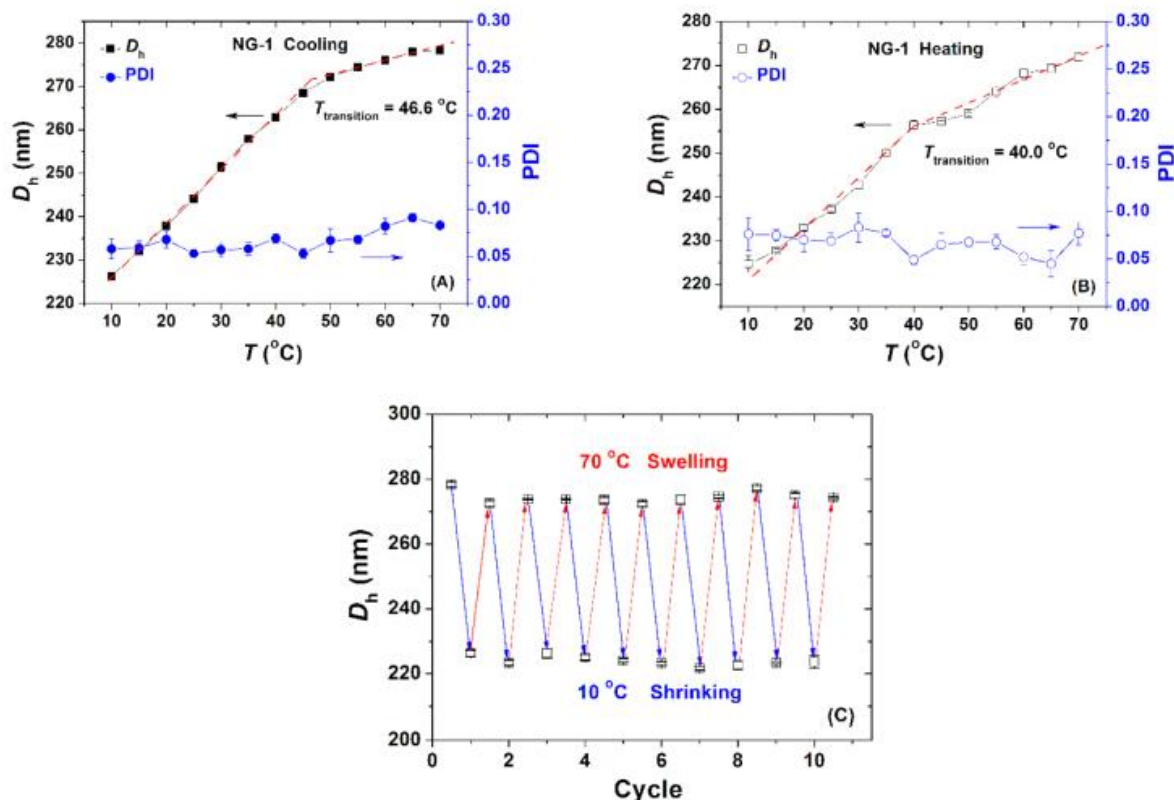 NG-1 Cooling
D_h
PDI
T_transition = 46.6 °C
(A)
D_h (nm)
280
270
260
250
240
230
220
0.30
0.25
0.20
0.15
0.10
0.05
0.00
PDI
10 20 30 40 50 60 70
T (°C)
NG-1 Heating
D_h
PDI
T_transition = 40.0 °C
(B)
D_h (nm)
280
270
260
250
240
230
220
0.30
0.25
0.20
0.15
0.10
0.05
0.00
PDI
10 20 30 40 50 60 70
T (°C)
D_h (nm)
300
280
260
240
220
200
70 °C Swelling
10 °C Shrinking
(C)
0 2 4 6 8 10
Cycle